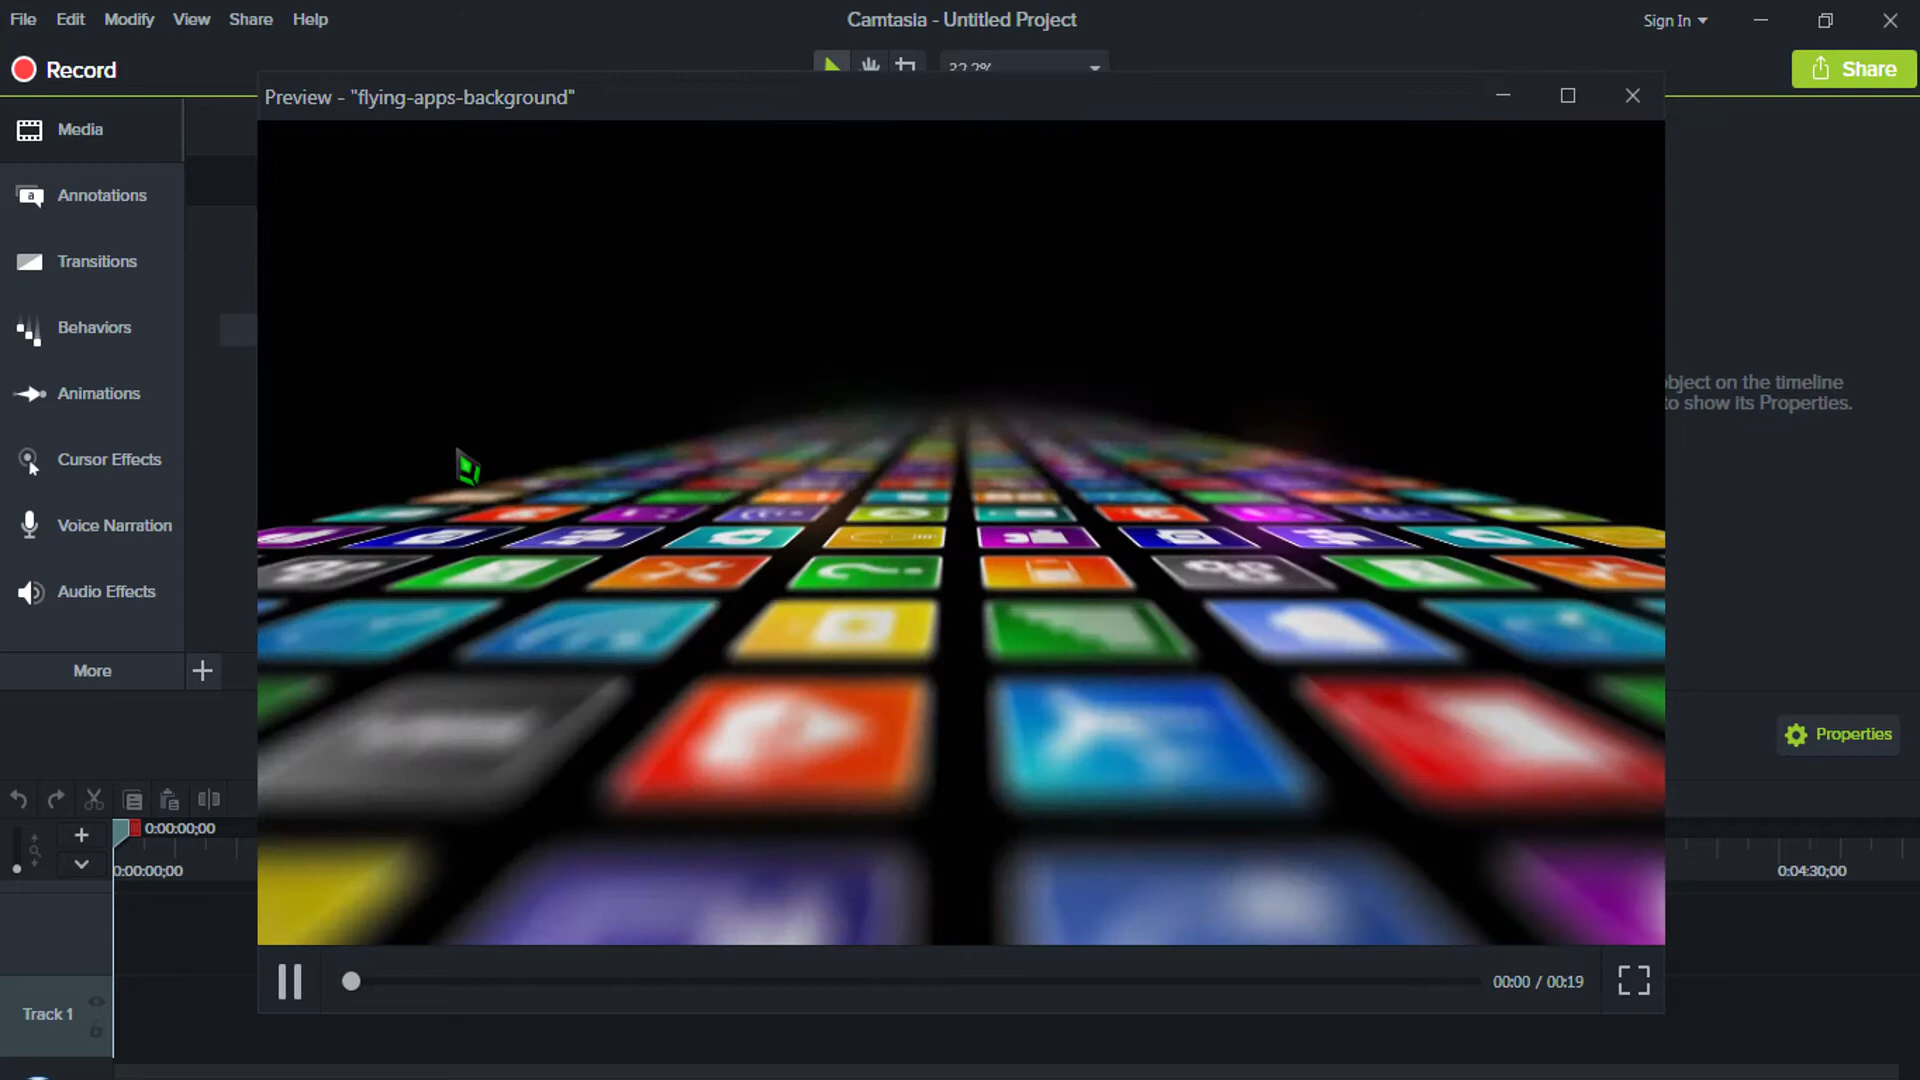 File Edit Modify View Share Help
Camtasia - Untitled Project
Sign In
Record
Share
Preview - "flying-apps-background"
Media
Annotations
Transitions
Behaviors
Animations
Cursor Effects
Voice Narration
Audio Effects
More
object on the timeline
to show its Properties.
Properties
0:00:00;00
0:00:00;00
0:04:30;00
00:00 / 00:19
Track 1